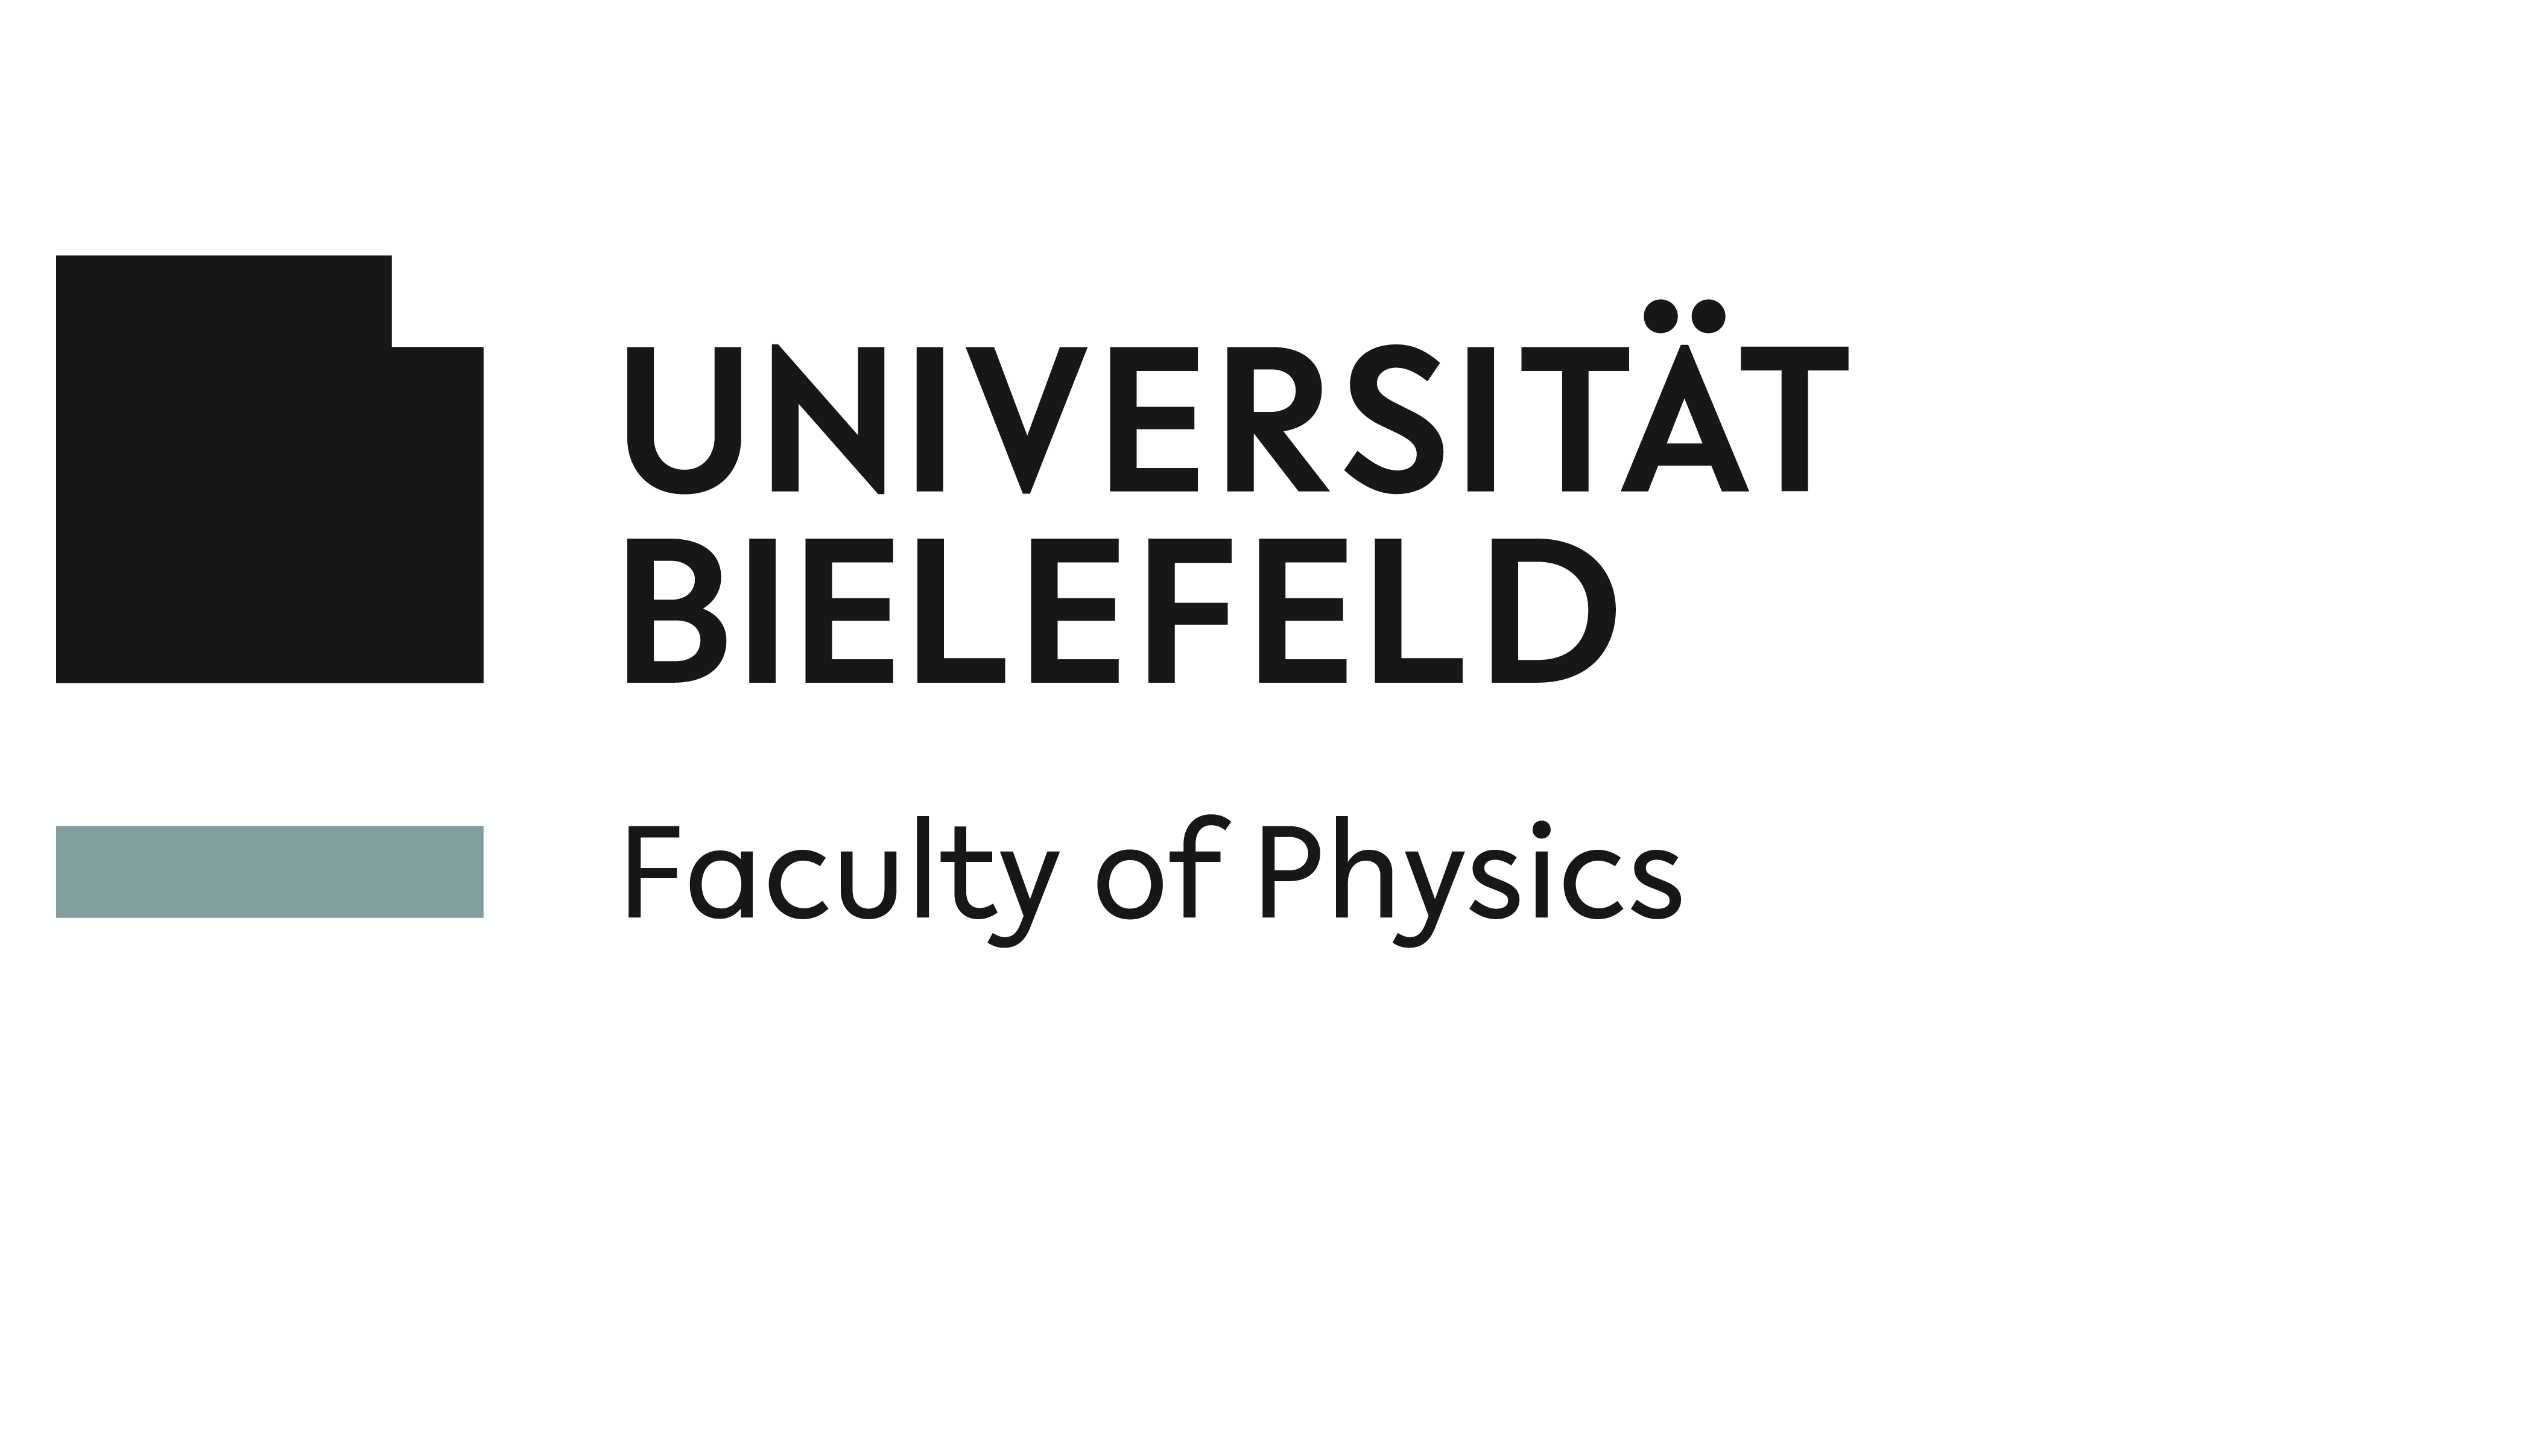 UNIVERSITÄT
BIELEFELD
Faculty of Physics